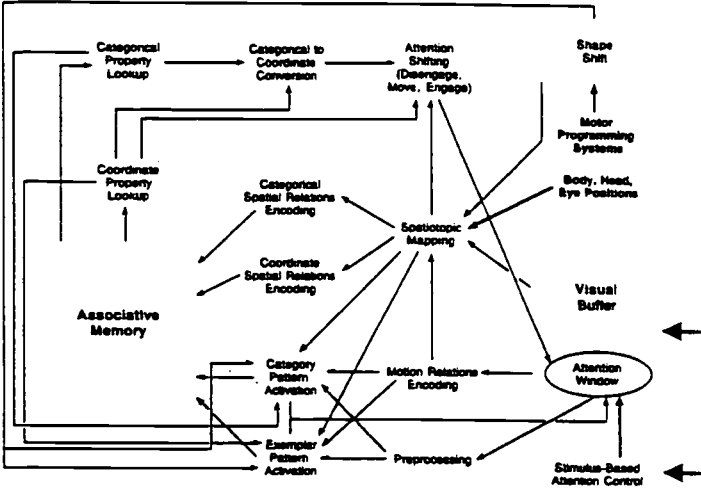 Categorical
Property
Lookup
Categorical to
Coordinate
Conversion
Attention
Shifting
(Disengage,
Move, Engage)
Shape
Shift
Motor
Programming
Systems
Coordinate
Property
Lookup
Categorical
Spatial Relations
Encoding
Body, Head,
Eye Positions
Spatiotopic
Mapping
Coordinate
Spatial Relations
Encoding
Visual
Buffer
Associative
Memory
Category
Pattern
Activation
Motion Relations
Encoding
Attention
Window
Exemplar
Pattern
Activation
Preprocessing
Stimulus-Based
Attention Control